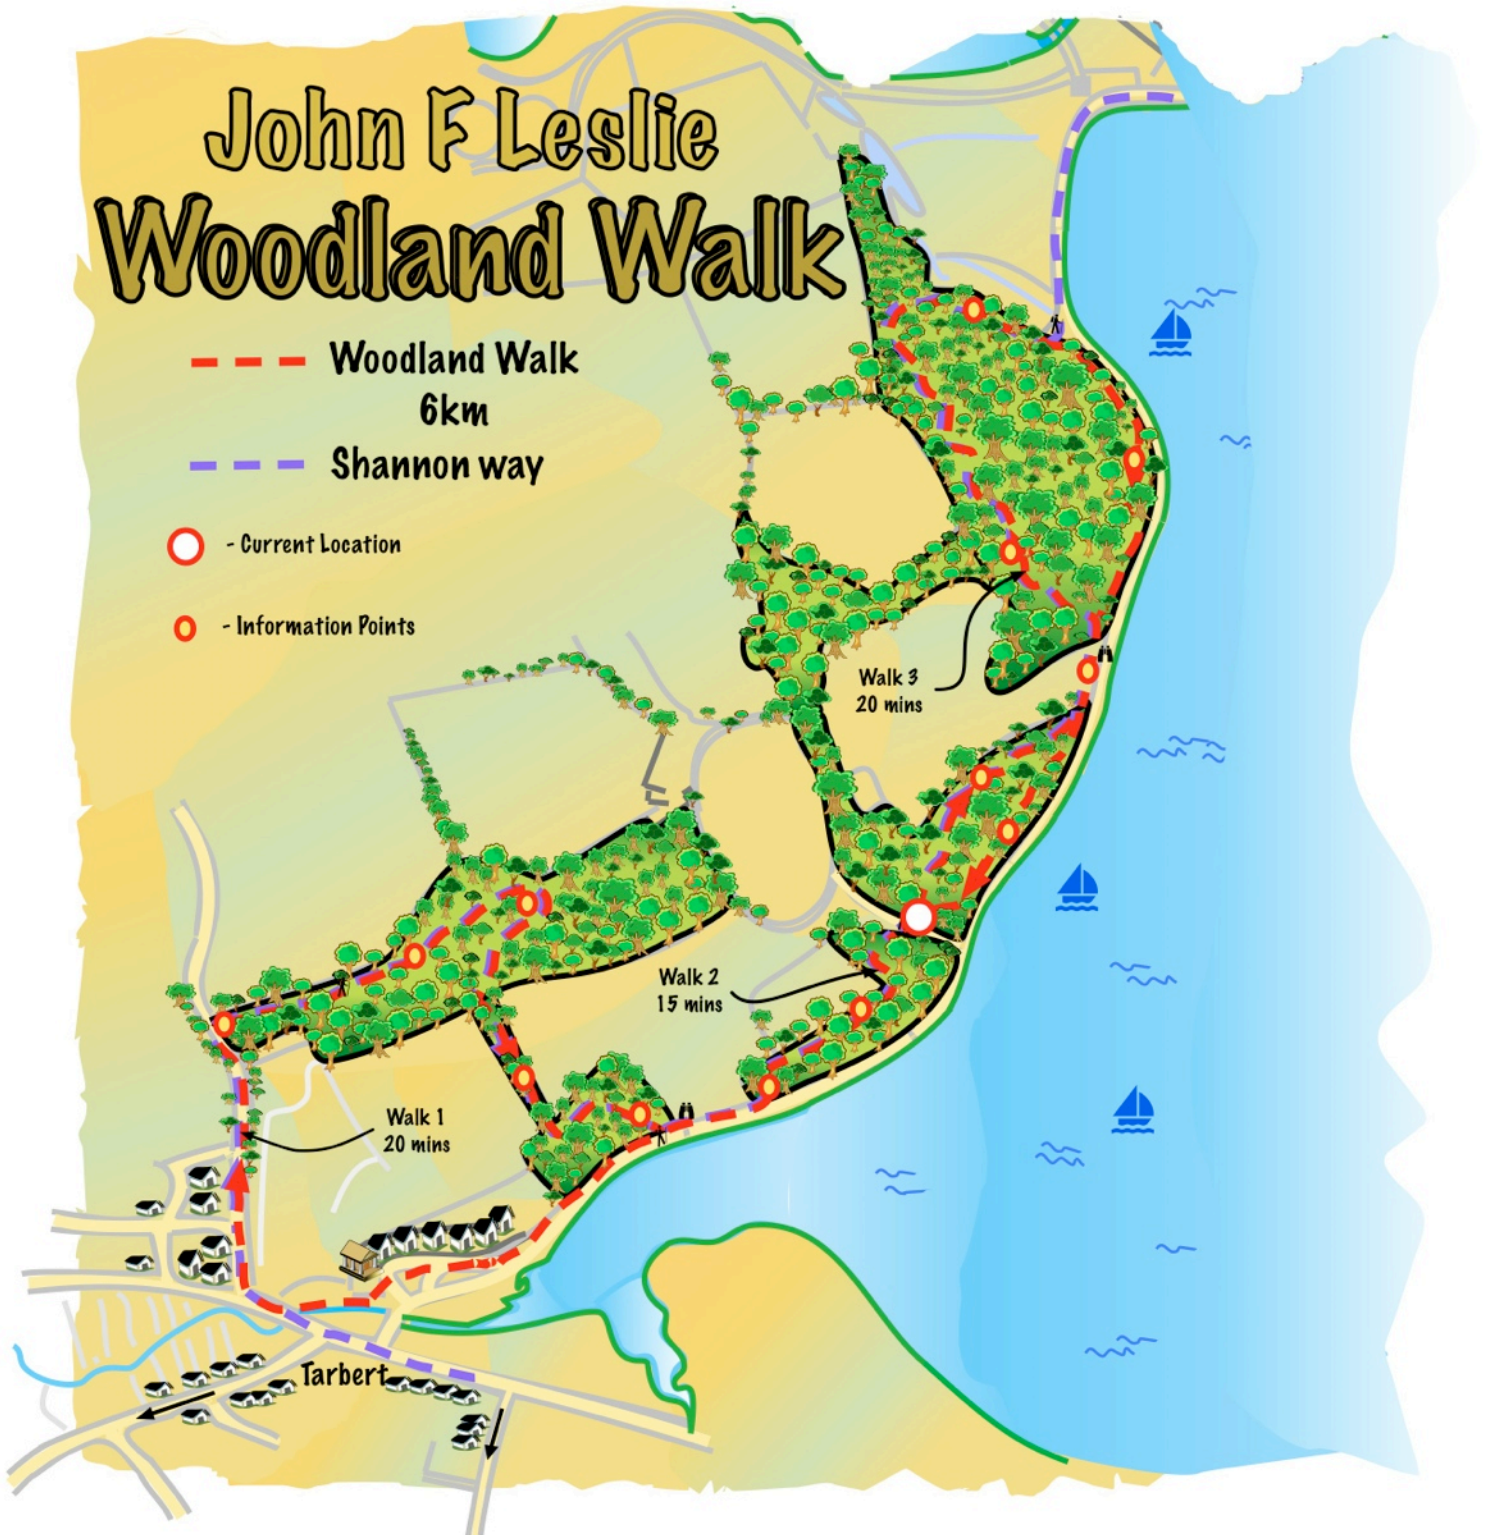 John F Leslie
Woodland Walk
Woodland Walk
6km
Shannon way
- Current Location
- Information Points
Walk 3
20 mins
Walk 2
15 mins
Walk 1
20 mins
Tarbert